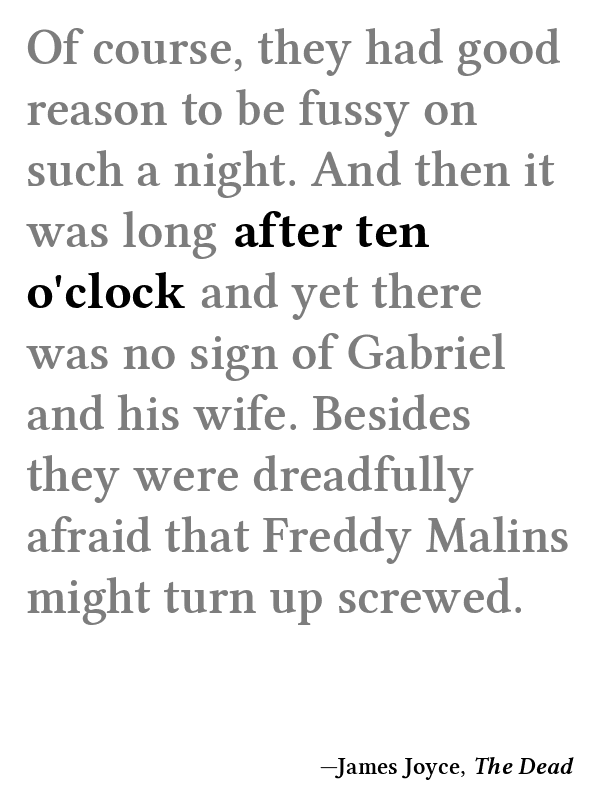 Of course, they had good
reason to be fussy on
such a night. And then it
was long after ten
o'clock and yet there
was no sign of Gabriel
and his wife. Besides
they were dreadfully
afraid that Freddy Malins
might turn up screwed.
—James Joyce, The Dead